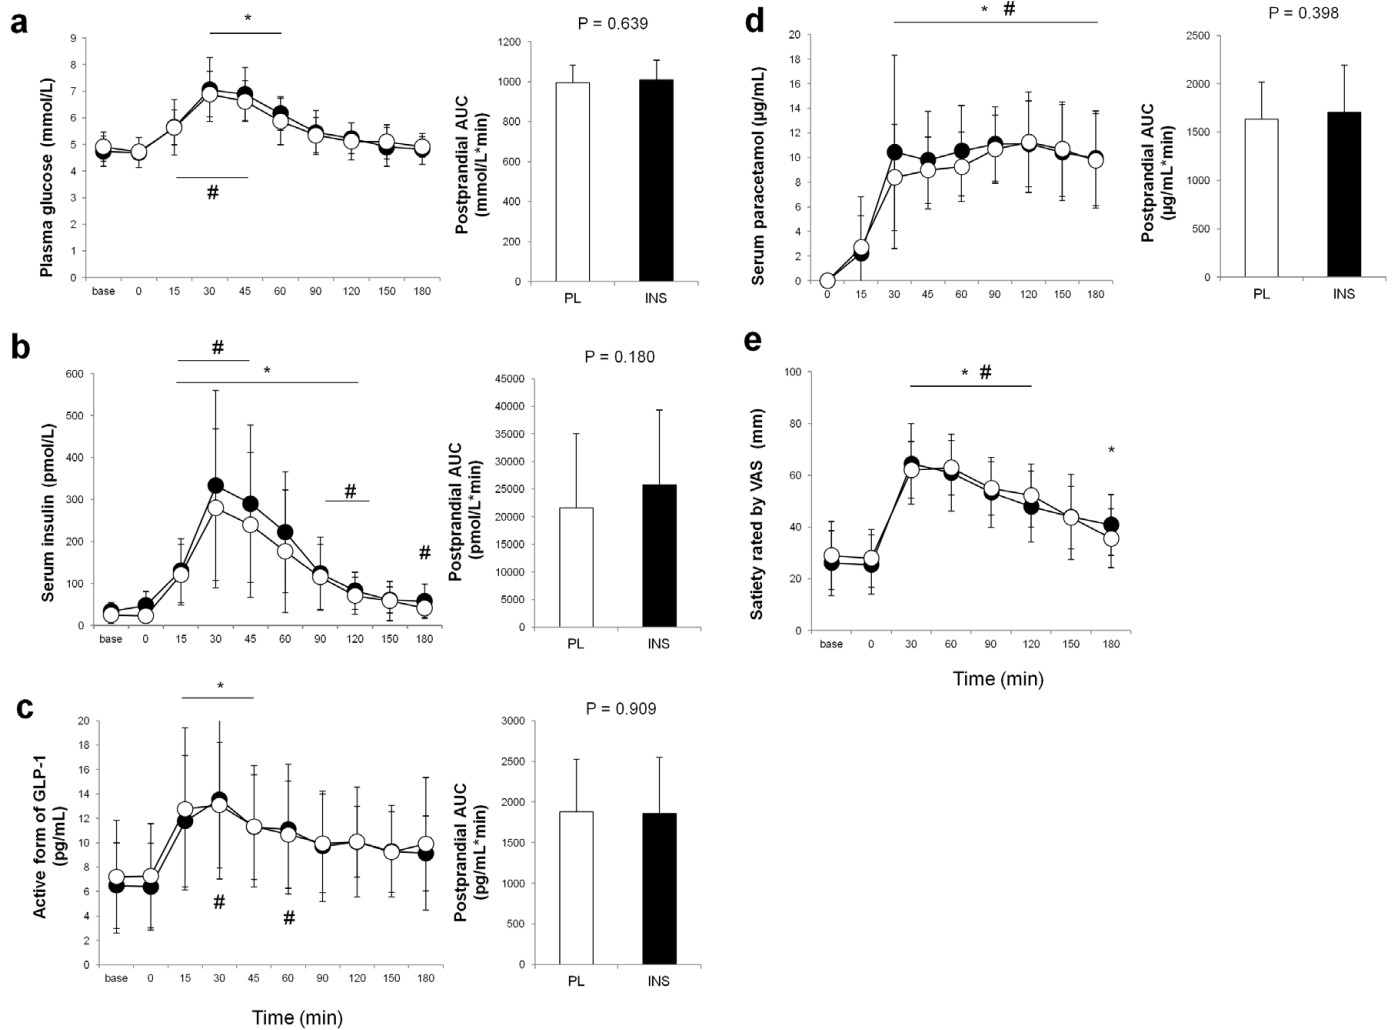 a
*
P = 0.639
Plasma glucose (mmol/L)
9
8
7
6
5
4
3
2
1
0
#
base 0 15 30 45 60 90 120 150 180
Postprandial AUC
(mmol/L*min)
1200
1000
800
600
400
200
0
PL INS
b
#
*
#
#
P = 0.180
Serum insulin (pmol/L)
600
500
400
300
200
100
0
base 0 15 30 45 60 90 120 150 180
Postprandial AUC
(pmol/L*min)
45000
40000
35000
30000
25000
20000
15000
10000
5000
0
PL INS
c
*
P = 0.909
Active form of GLP-1
(pg/mL)
20
18
16
14
12
10
8
6
4
2
0
# #
base 0 15 30 45 60 90 120 150 180
Time (min)
Postprandial AUC
(pg/mL*min)
3000
2500
2000
1500
1000
500
0
PL INS
d
* #
P = 0.398
Serum paracetamol (µg/mL)
20
18
16
14
12
10
8
6
4
2
0
0 15 30 45 60 90 120 150 180
Postprandial AUC
(µg/mL*min)
2500
2000
1500
1000
500
0
PL INS
e
* #
*
Satiety rated by VAS (mm)
100
80
60
40
20
0
base 0 30 60 90 120 150 180
Time (min)